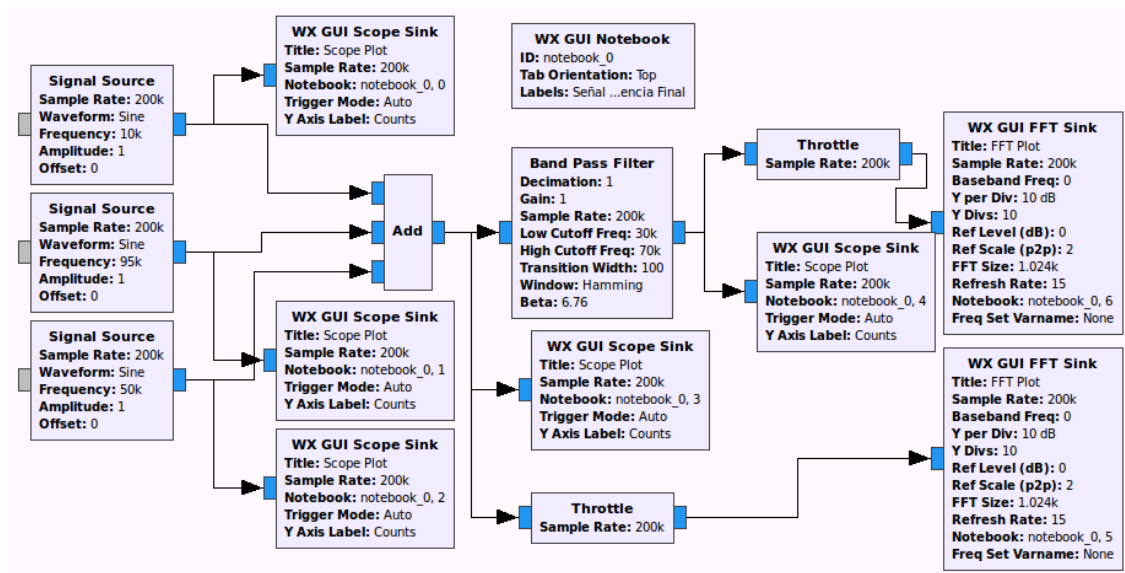 Signal Source
Sample Rate: 200k
Waveform: Sine
Frequency: 10k
Amplitude: 1
Offset: 0
Signal Source
Sample Rate: 200k
Waveform: Sine
Frequency: 95k
Amplitude: 1
Offset: 0
Signal Source
Sample Rate: 200k
Waveform: Sine
Frequency: 50k
Amplitude: 1
Offset: 0
WX GUI Scope Sink
Title: Scope Plot
Sample Rate: 200k
Notebook: notebook_0, 0
Trigger Mode: Auto
Y Axis Label: Counts
Add
WX GUI Scope Sink
Title: Scope Plot
Sample Rate: 200k
Notebook: notebook_0, 1
Trigger Mode: Auto
Y Axis Label: Counts
WX GUI Scope Sink
Title: Scope Plot
Sample Rate: 200k
Notebook: notebook_0, 2
Trigger Mode: Auto
Y Axis Label: Counts
WX GUI Notebook
ID: notebook_0
Tab Orientation: Top
Labels: Señal ...encia Final
Band Pass Filter
Decimation: 1
Gain: 1
Sample Rate: 200k
Low Cutoff Freq: 30k
High Cutoff Freq: 70k
Transition Width: 100
Window: Hamming
Beta: 6.76
WX GUI Scope Sink
Title: Scope Plot
Sample Rate: 200k
Notebook: notebook_0, 3
Trigger Mode: Auto
Y Axis Label: Counts
Throttle
Sample Rate: 200k
Throttle
Sample Rate: 200k
WX GUI Scope Sink
Title: Scope Plot
Sample Rate: 200k
Notebook: notebook_0, 4
Trigger Mode: Auto
Y Axis Label: Counts
WX GUI FFT Sink
Title: FFT Plot
Sample Rate: 200k
Baseband Freq: 0
Y per Div: 10 dB
Y Divs: 10
Ref Level (dB): 0
Ref Scale (p2p): 2
FFT Size: 1.024k
Refresh Rate: 15
Notebook: notebook_0, 6
Freq Set Varname: None
WX GUI FFT Sink
Title: FFT Plot
Sample Rate: 200k
Baseband Freq: 0
Y per Div: 10 dB
Y Divs: 10
Ref Level (dB): 0
Ref Scale (p2p): 2
FFT Size: 1.024k
Refresh Rate: 15
Notebook: notebook_0, 5
Freq Set Varname: None